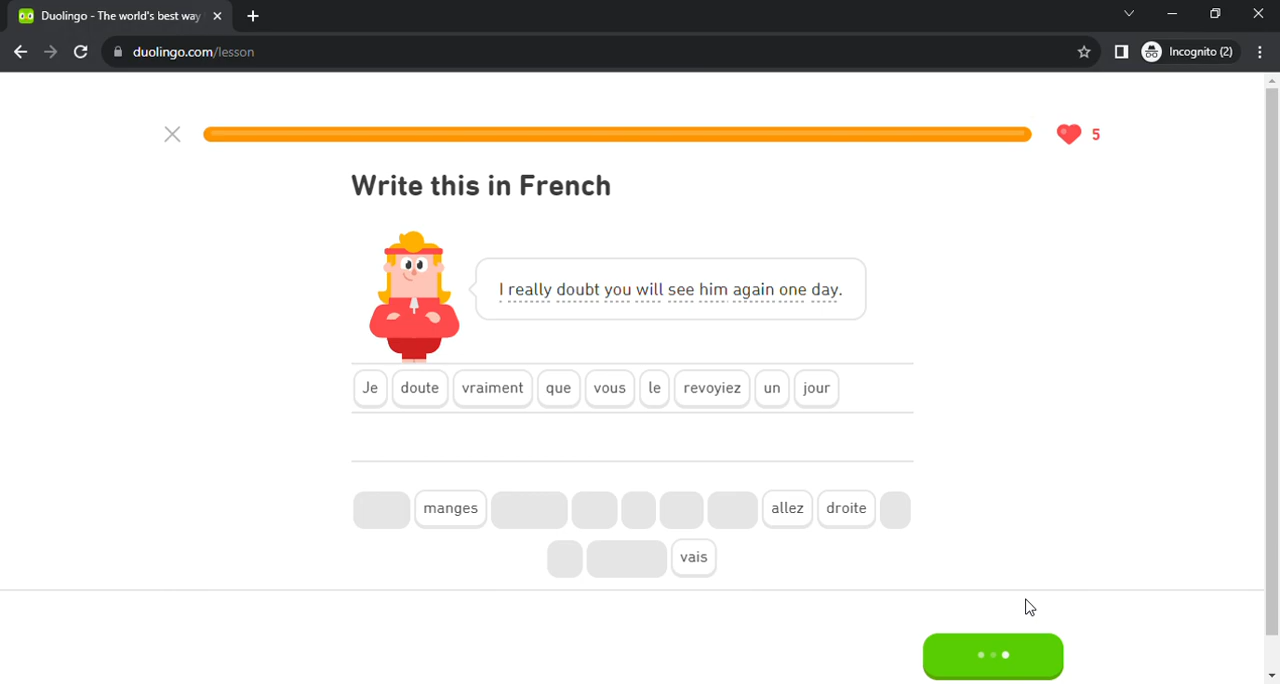 Duolingo - The world's best way
duolingo.com/lesson
Incognito (2)
5
Write this in French
I really doubt you will see him again one day.
Je doute vraiment que vous le revoyiez un jour
manges allez droite
vais